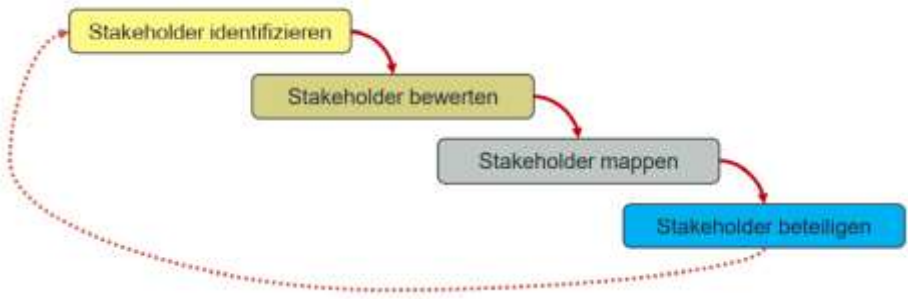 Stakeholder identifizieren
Stakeholder bewerten
Stakeholder mappen
Stakeholder beteiligen